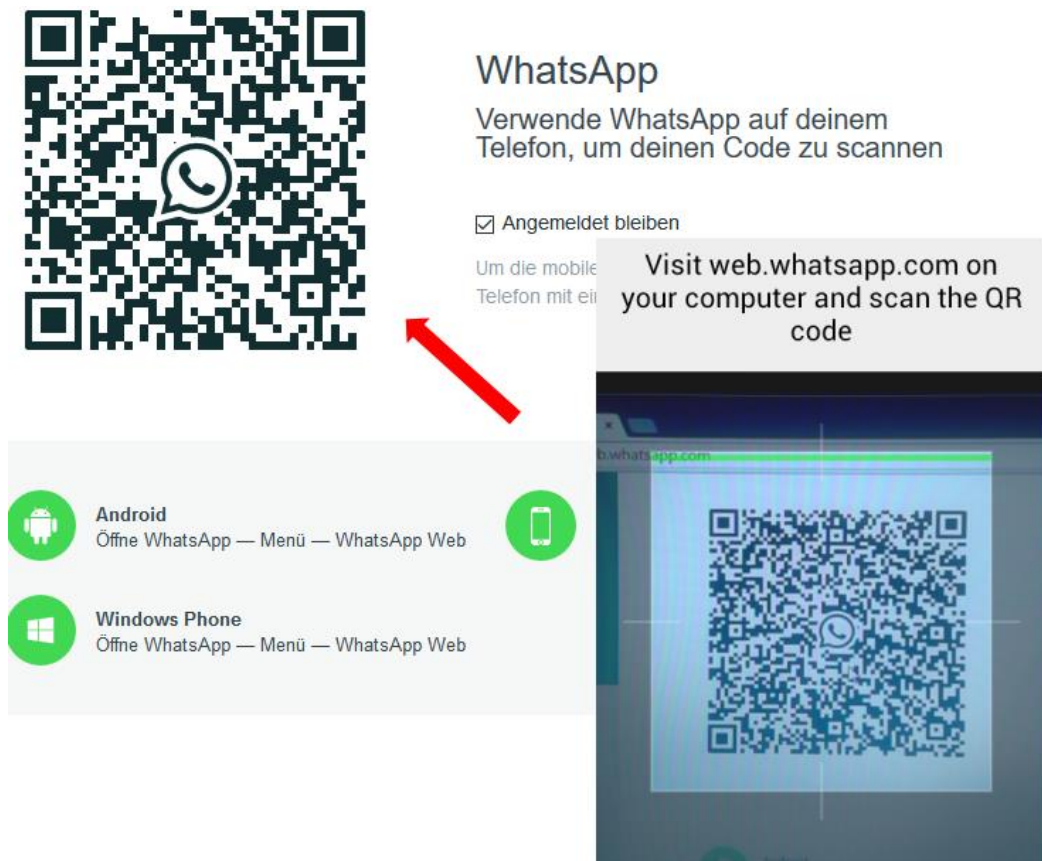 WhatsApp
Verwende WhatsApp auf deinem
Telefon, um deinen Code zu scannen
Angemeldet bleiben
Um die mobile
Telefon mit
Visit web.whatsapp.com on
your computer and scan the QR
code
b.whatsapp.com
Android
Öffne WhatsApp — Menü — WhatsApp Web
Windows Phone
Öffne WhatsApp — Menü — WhatsApp Web